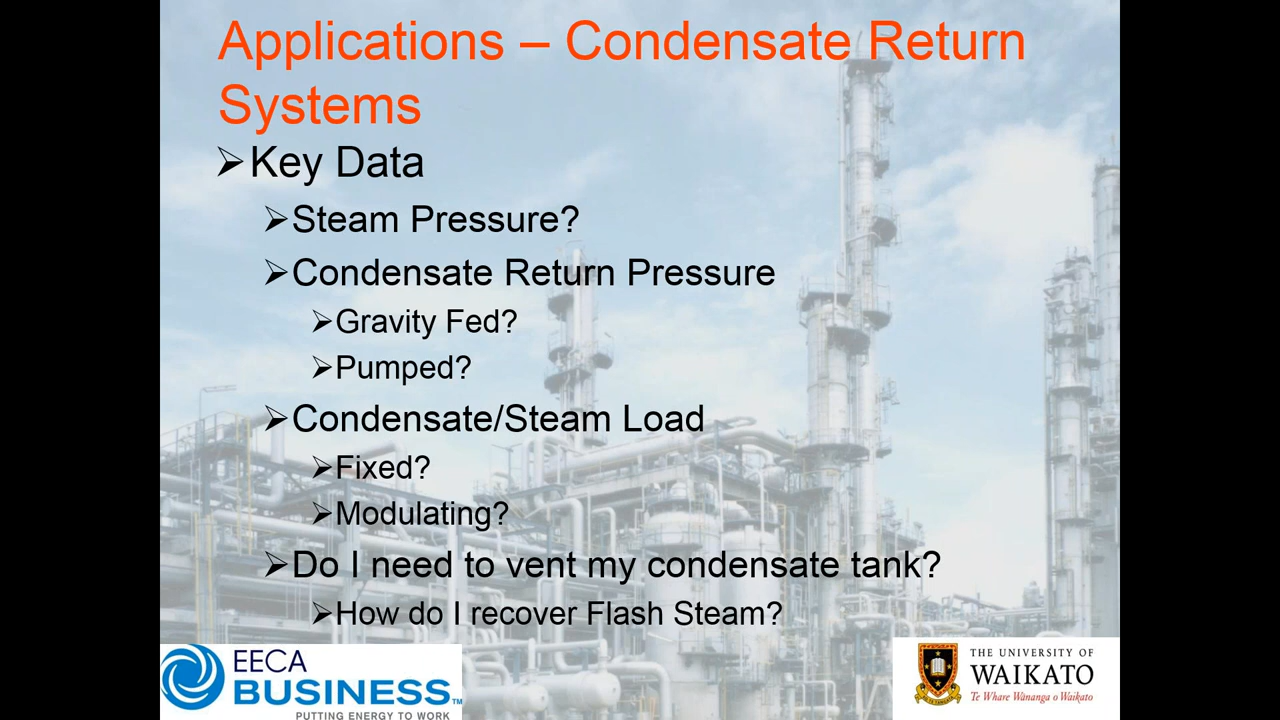 Applications – Condensate Return
Systems
➢Key Data
➢Steam Pressure?
➢Condensate Return Pressure
➢Gravity Fed?
➢Pumped?
➢Condensate/Steam Load
➢Fixed?
➢Modulating?
➢Do I need to vent my condensate tank?
➢How do I recover Flash Steam?
EECA
BUSINESS™
PUTTING ENERGY TO WORK
THE UNIVERSITY OF
WAIKATO
Te Whare Wānanga o Waikato